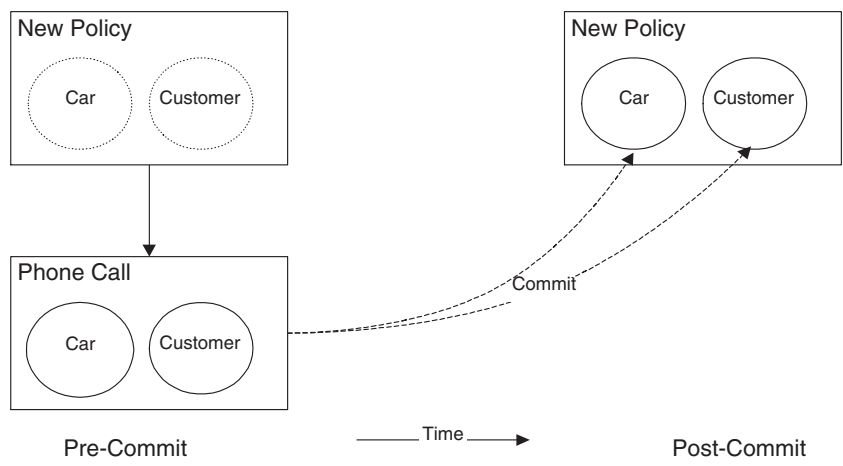 New Policy
Car
Customer
New Policy
Car
Customer
Phone Call
Car
Customer
Commit
Pre-Commit
Time
Post-Commit